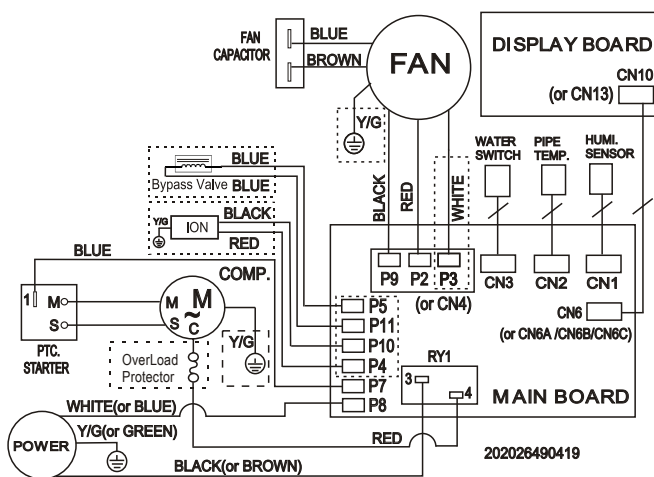 FAN
CAPACITOR
BLUE
BROWN
FAN
Y/G
DISPLAY BOARD
CN10
(or CN13)
WATER
SWITCH
PIPE
TEMP.
HUMI.
SENSOR
BLUE
Bypass Valve
BLUE
BLACK
RED
WHITE
Y/G
ION
BLACK
RED
P9
P2
P3
(or CN4)
CN3
CN2
CN1
CN6
(or CN6A /CN6B/CN6C)
BLUE
COMP.
1
M
S
PTC.
STARTER
M
S
C
M
~
Y/G
OverLoad
Protector
P5
P11
P10
P4
P7
P8
RY1
3
4
MAIN BOARD
WHITE(or BLUE)
Y/G(or GREEN)
POWER
RED
BLACK(or BROWN)
202026490419